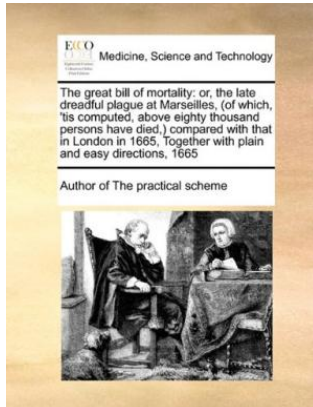 ECCO
Medicine, Science and Technology
The great bill of mortality: or, the late
dreadful plague at Marseilles, (of which,
'tis computed, above eighty thousand
persons have died,) compared with that
in London in 1665, Together with plain
and easy directions, 1665
Author of The practical scheme